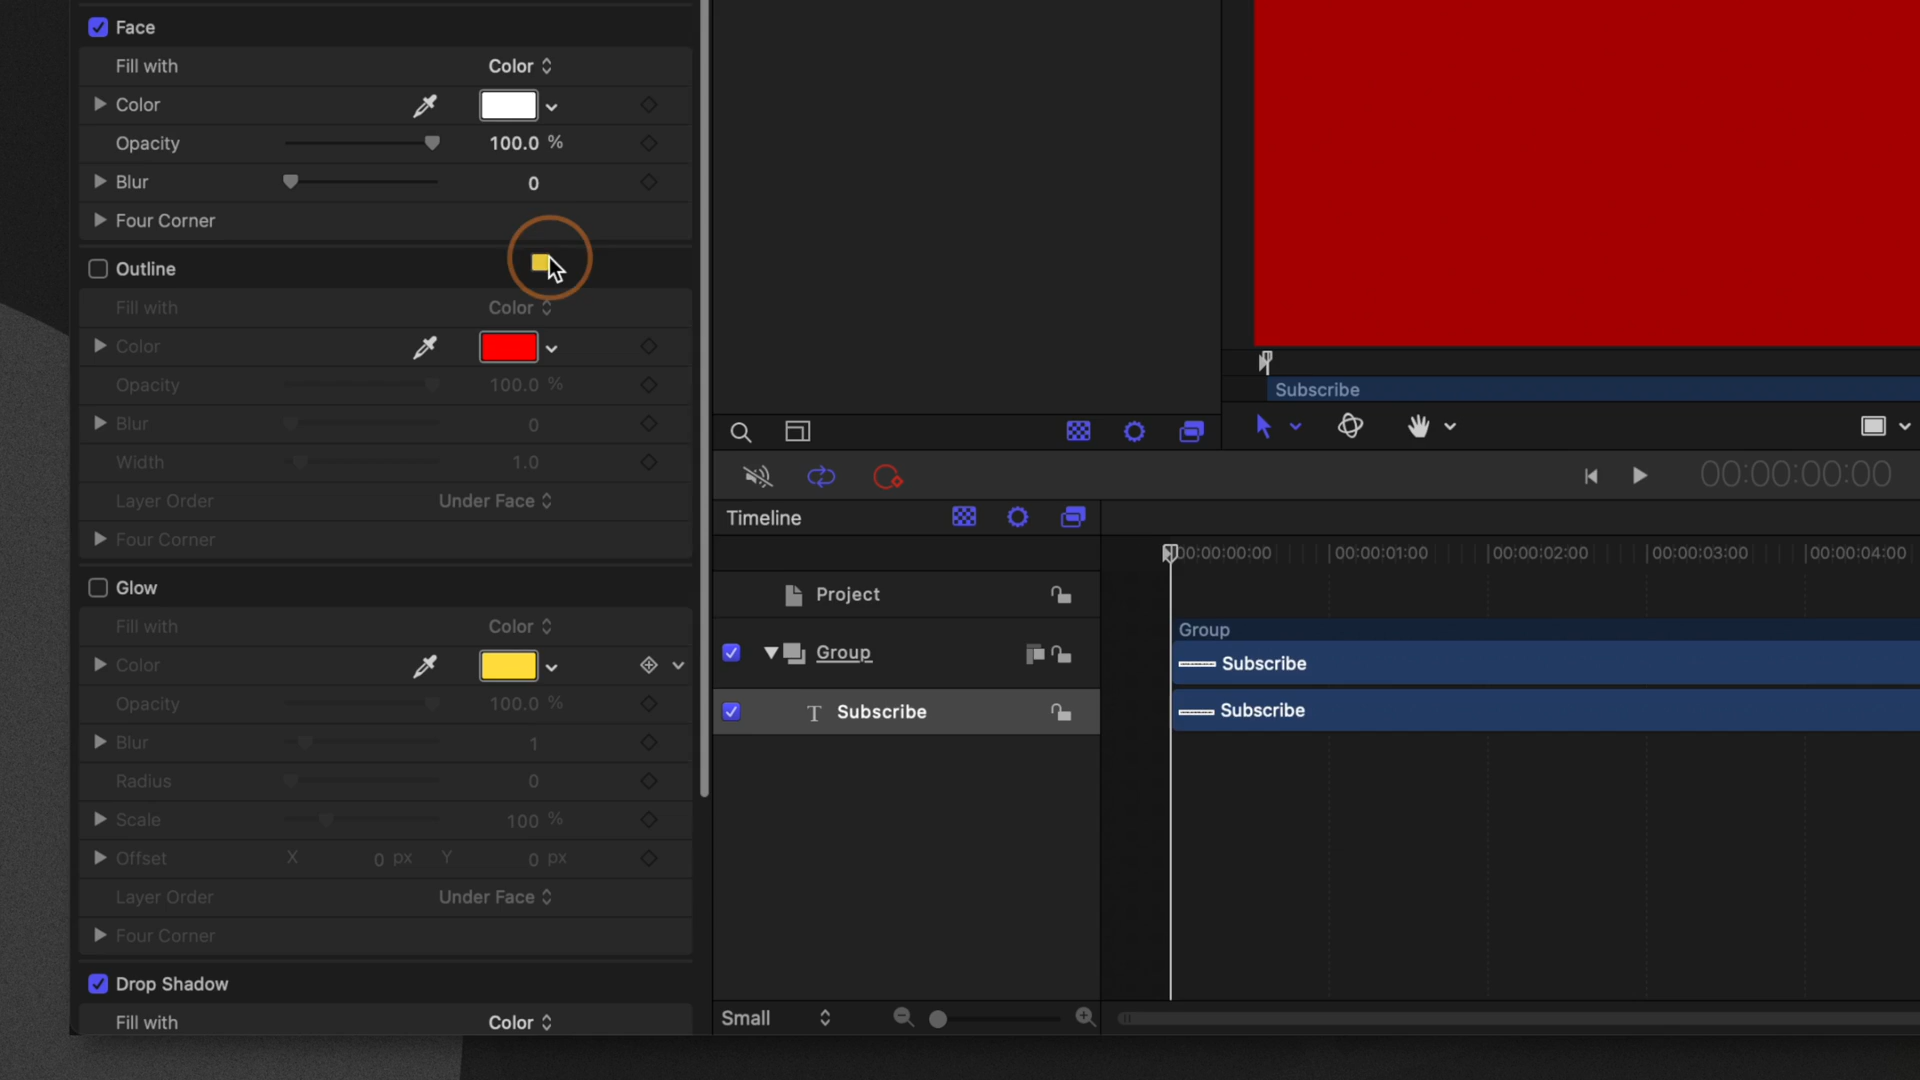 Face
Fill with Color
Color
Opacity 100.0 %
Blur 0
Four Corner
Outline
Fill with Color
Color
Opacity 100.0 %
Blur 0
Width 1.0
Layer Order Under Face
Four Corner
Glow
Fill with Color
Color
Opacity 100.0 %
Blur 1
Radius 0
Scale 100 %
Offset X 0 px Y 0 px
Layer Order Under Face
Four Corner
Drop Shadow
Fill with Color
Subscribe
00:00:00:00
Timeline
00:00:00:00 00:00:01:00 00:00:02:00 00:00:03:00 00:00:04:00
Project
Group
Group
Subscribe
T Subscribe
Subscribe
Small